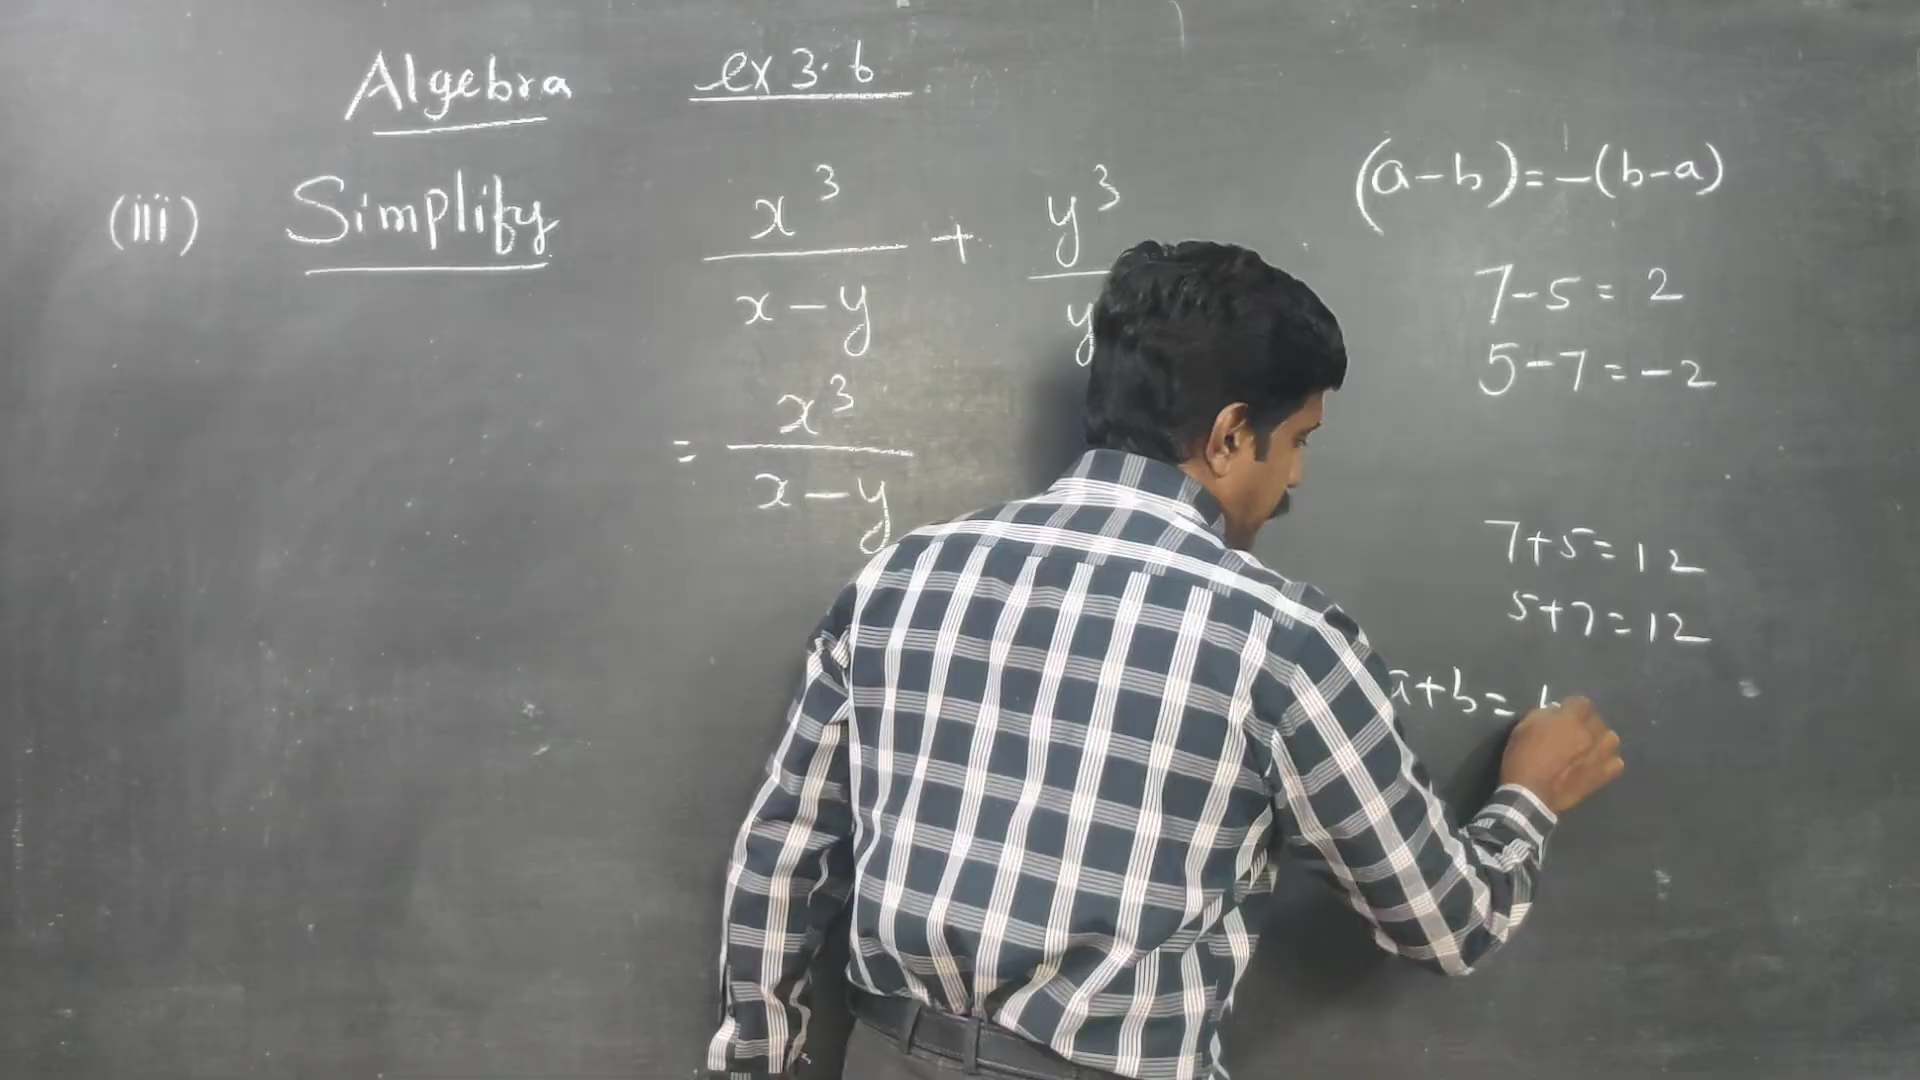 Algebra ex 3.6
(iii) Simplify x³/x-y + y³/y
= x³/x-y
(a-b)=-(b-a)
7-5= 2
5-7=-2
7+5=12
5+7=12
a+b=